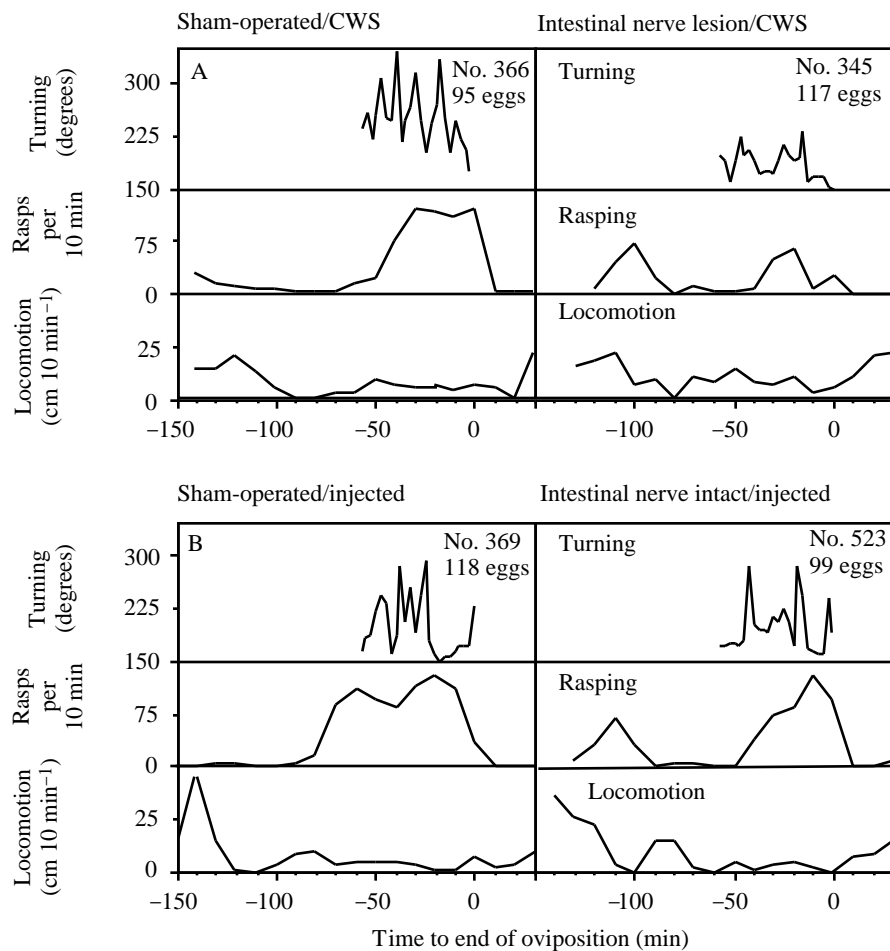 Sham-operated/CWS
Intestinal nerve lesion/CWS
A
No. 366
95 eggs
Turning
No. 345
117 eggs
Turning
(degrees)
300
225
150
Rasps
per
10 min
75
0
Rasping
Locomotion
(cm 10 min⁻¹)
25
0
Locomotion
−150
−100
−50
0
−100
−50
0
Sham-operated/injected
Intestinal nerve intact/injected
B
No. 369
118 eggs
Turning
No. 523
99 eggs
Turning
(degrees)
300
225
150
Rasps
per
10 min
75
0
Rasping
Locomotion
(cm 10 min⁻¹)
25
0
Locomotion
−150
−100
−50
0
−100
−50
0
Time to end of oviposition (min)